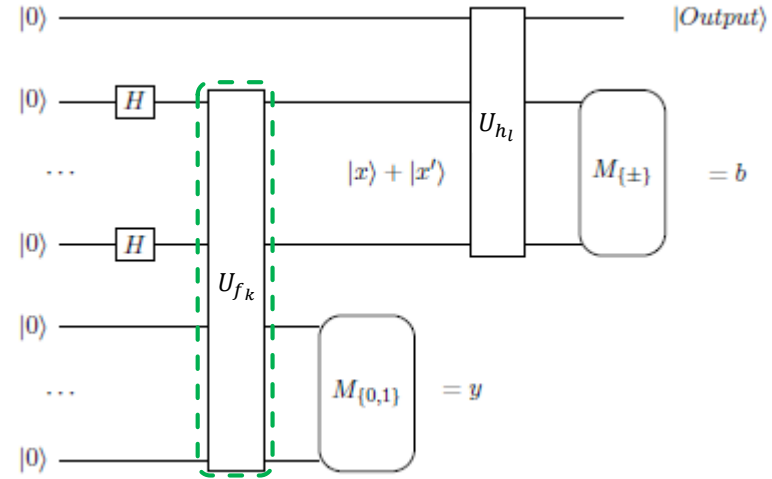 |0⟩ |Output⟩
|0⟩ H
U_{h_l}
... |x⟩ + |x′⟩ M_{{±}} = b
|0⟩ H
U_{f_k}
|0⟩
... M_{{0,1}} = y
|0⟩